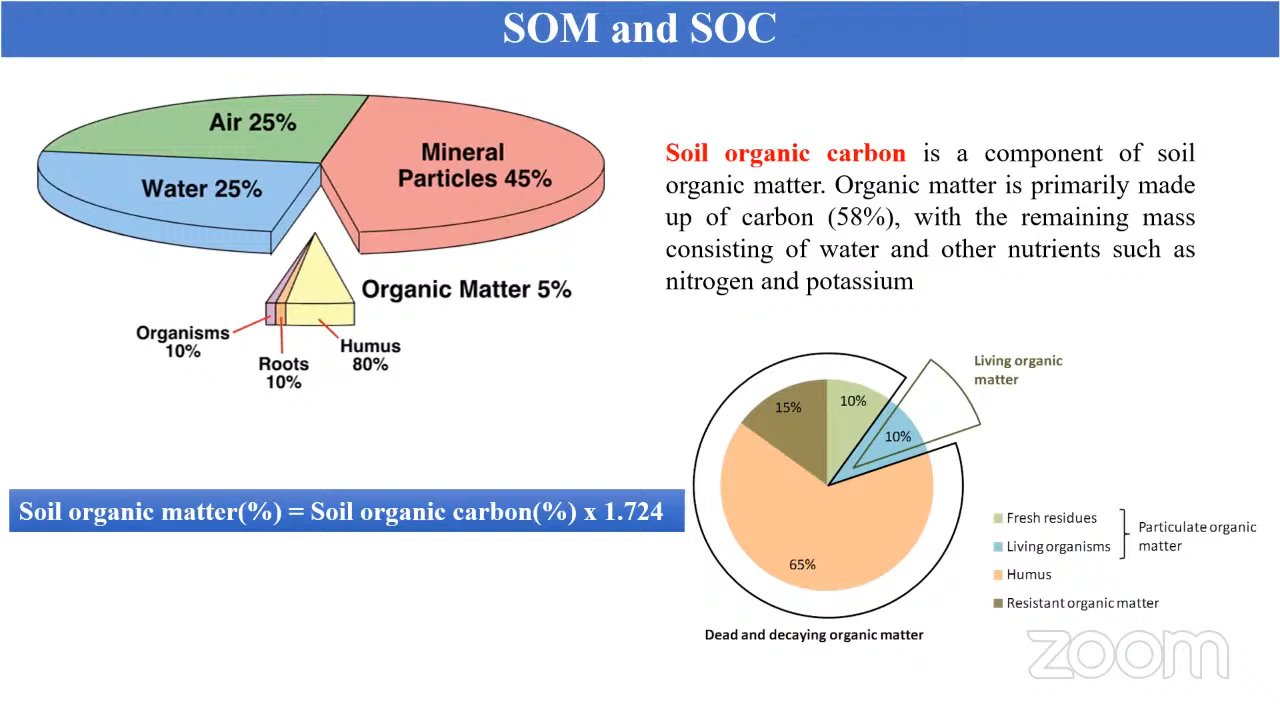 SOM and SOC
Air 25%
Mineral
Particles 45%
Water 25%
Organic Matter 5%
Organisms
10%
Roots
10%
Humus
80%
Soil organic carbon is a component of soil
organic matter. Organic matter is primarily made
up of carbon (58%), with the remaining mass
consisting of water and other nutrients such as
nitrogen and potassium
Soil organic matter(%) = Soil organic carbon(%) x 1.724
Living organic
matter
15%
10%
10%
65%
Fresh residues
Living organisms
Particulate organic
matter
Humus
Resistant organic matter
Dead and decaying organic matter
zoom